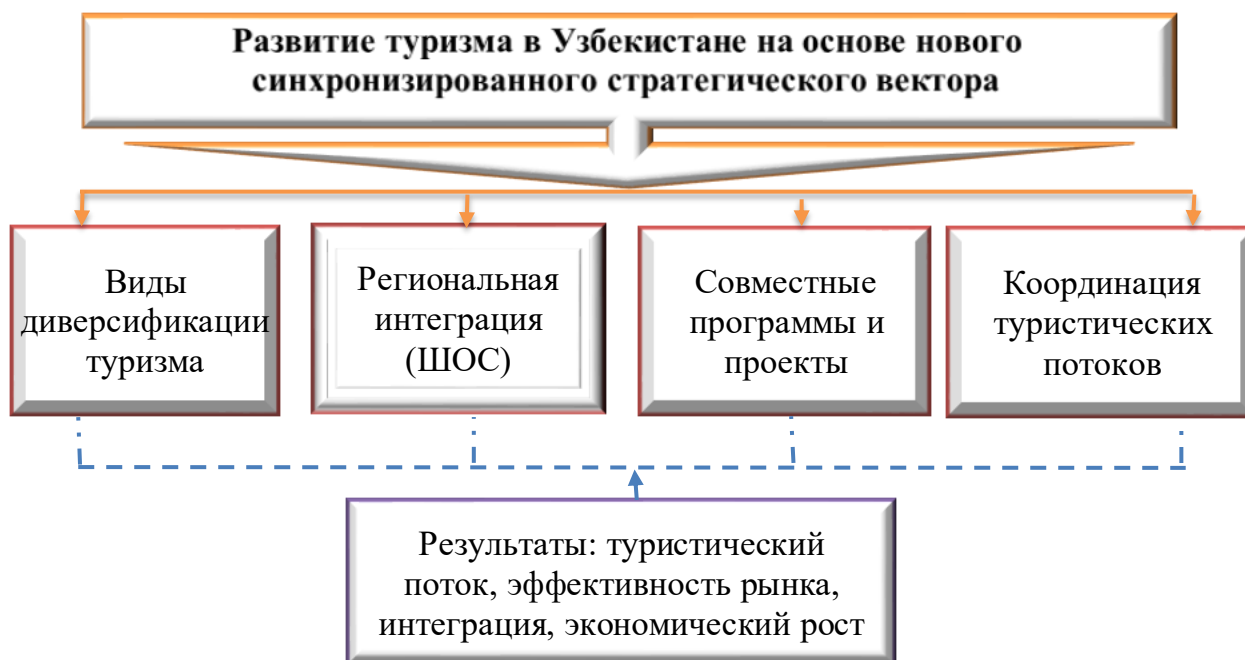 Развитие туризма в Узбекистане на основе нового
синхронизированного стратегического вектора
Виды
диверсификации
туризма
Региональная
интеграция
(ШОС)
Совместные
программы и
проекты
Координация
туристических
потоков
Результаты: туристический
поток, эффективность рынка,
интеграция, экономический рост